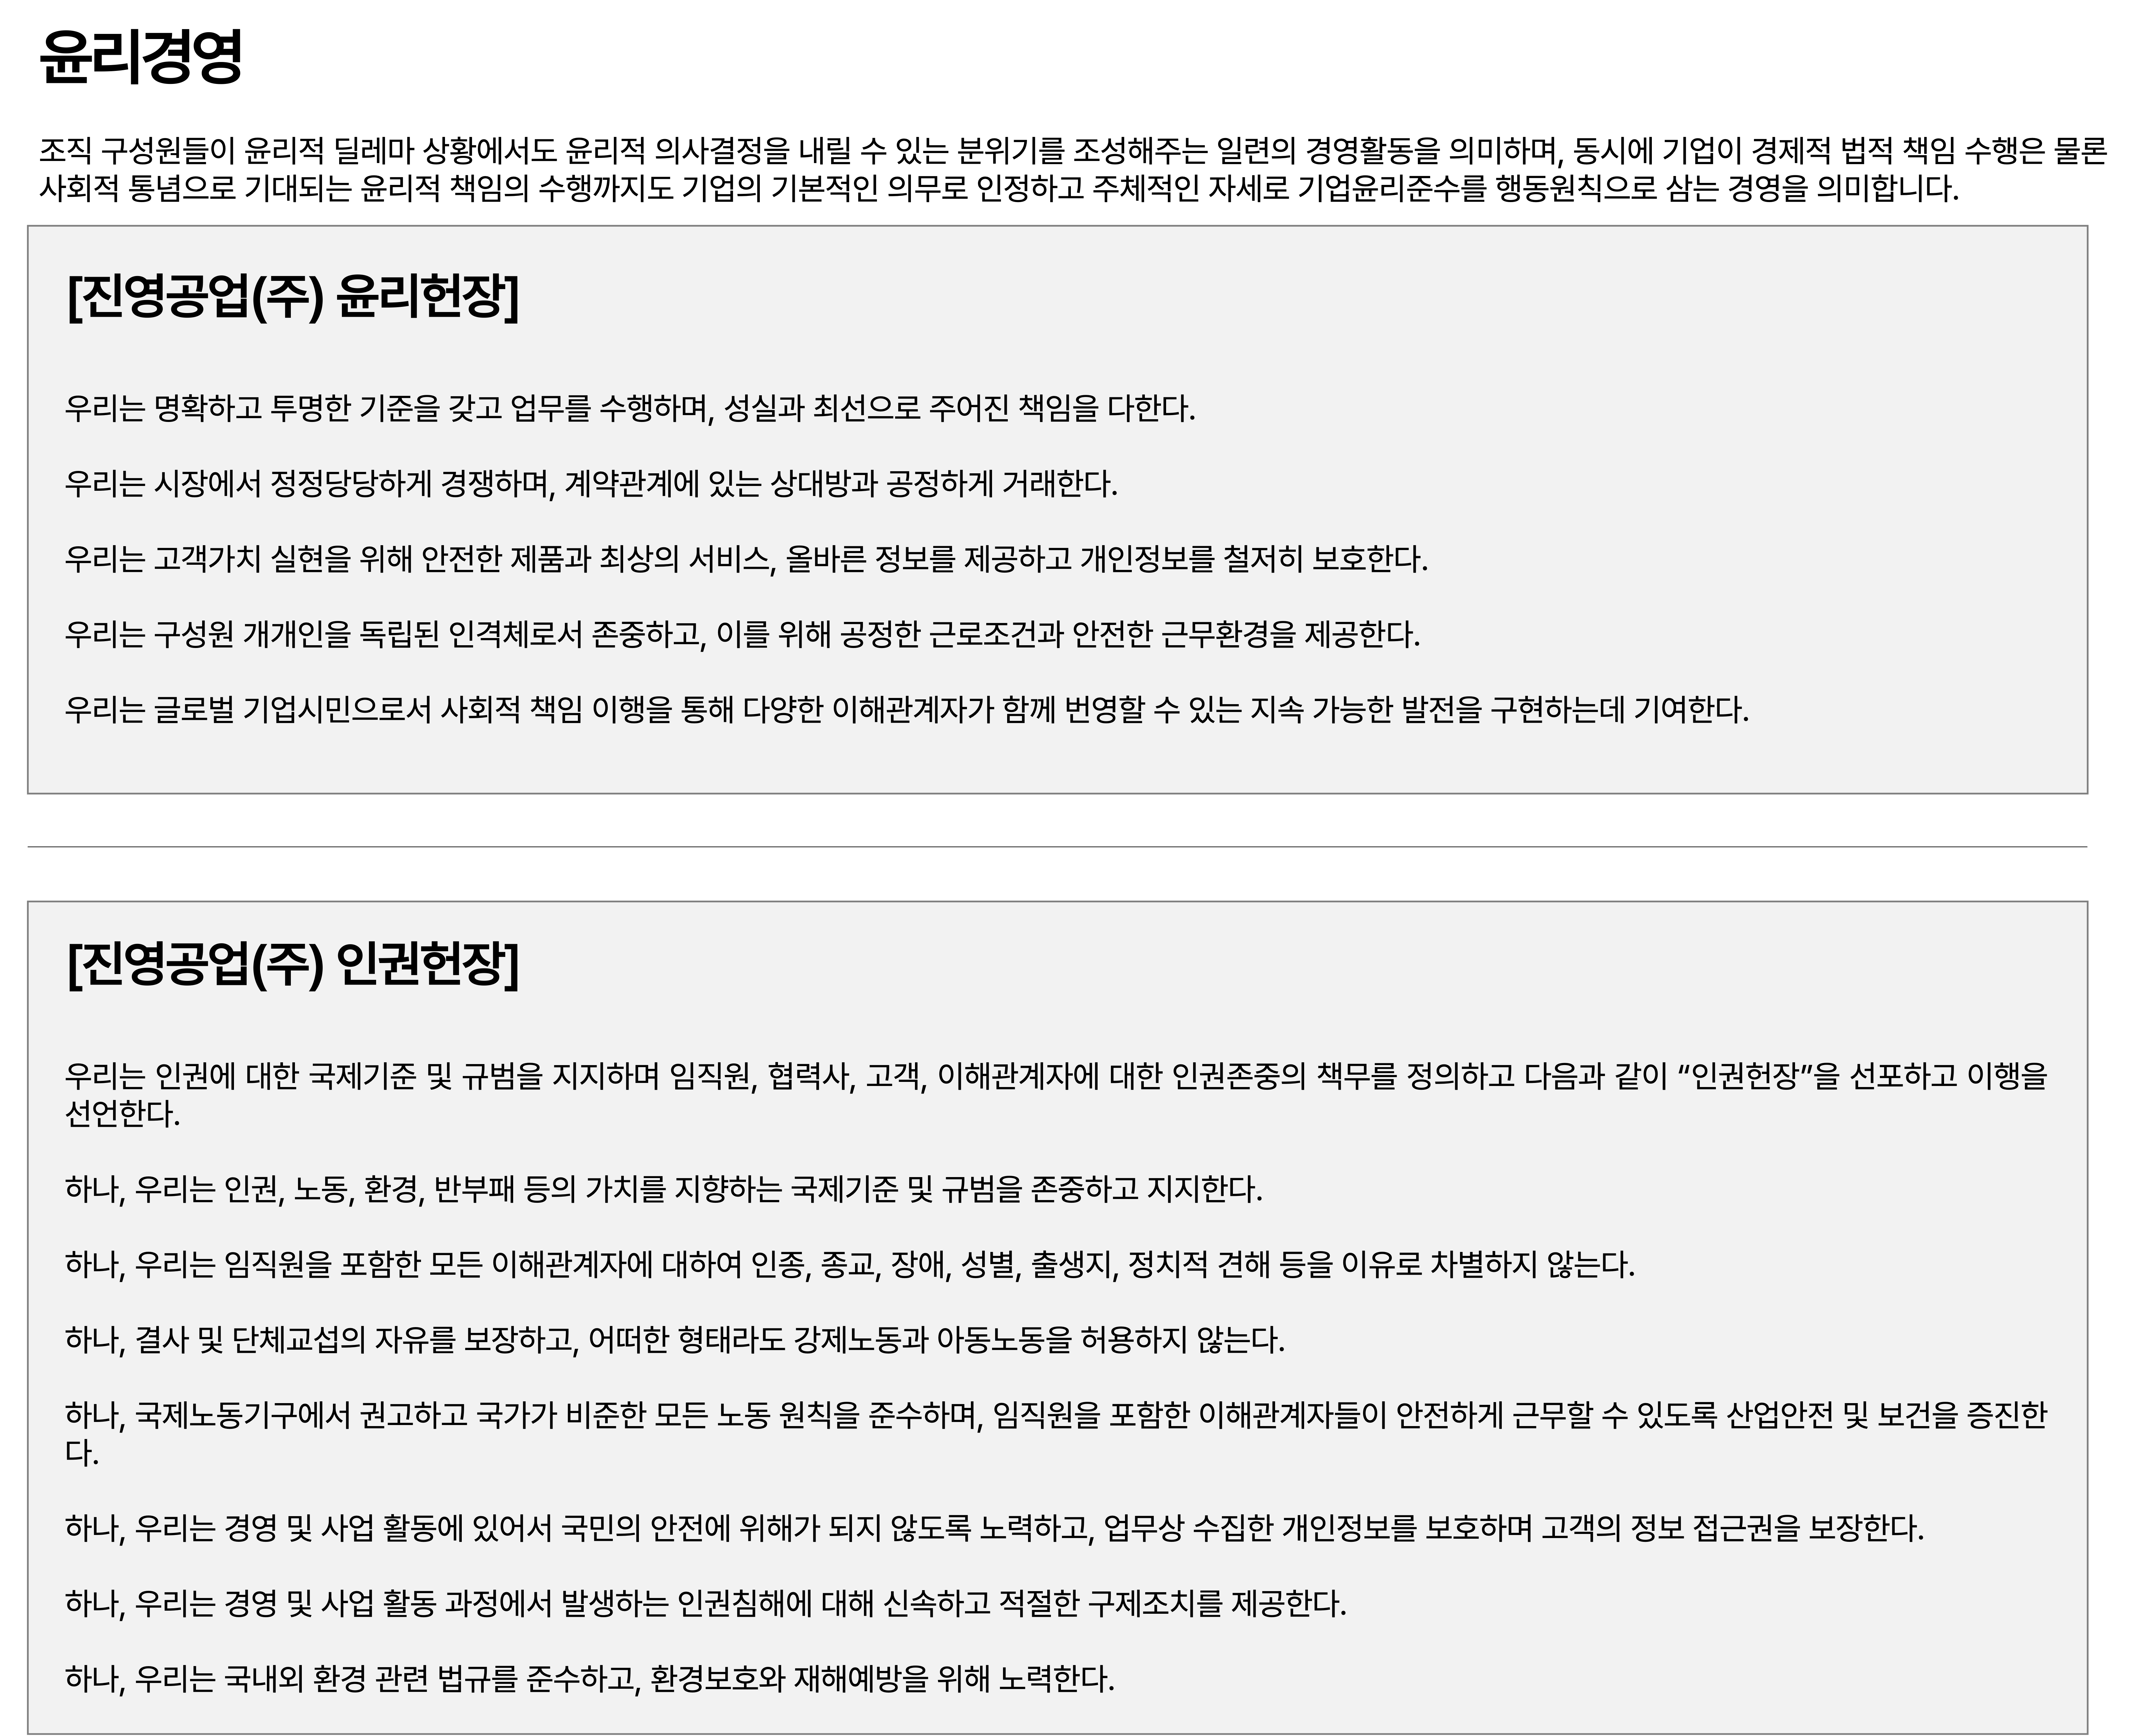 윤리경영
조직 구성원들이 윤리적 딜레마 상황에서도 윤리적 의사결정을 내릴 수 있는 분위기를 조성해주는 일련의 경영활동을 의미하며, 동시에 기업이 경제적 법적 책임 수행은 물론
사회적 통념으로 기대되는 윤리적 책임의 수행까지도 기업의 기본적인 의무로 인정하고 주체적인 자세로 기업윤리준수를 행동원칙으로 삼는 경영을 의미합니다.
[진영공업(주) 윤리헌장]
우리는 명확하고 투명한 기준을 갖고 업무를 수행하며, 성실과 최선으로 주어진 책임을 다한다.
우리는 시장에서 정정당당하게 경쟁하며, 계약관계에 있는 상대방과 공정하게 거래한다.
우리는 고객가치 실현을 위해 안전한 제품과 최상의 서비스, 올바른 정보를 제공하고 개인정보를 철저히 보호한다.
우리는 구성원 개개인을 독립된 인격체로서 존중하고, 이를 위해 공정한 근로조건과 안전한 근무환경을 제공한다.
우리는 글로벌 기업시민으로서 사회적 책임 이행을 통해 다양한 이해관계자가 함께 번영할 수 있는 지속 가능한 발전을 구현하는데 기여한다.
[진영공업(주) 인권헌장]
우리는 인권에 대한 국제기준 및 규범을 지지하며 임직원, 협력사, 고객, 이해관계자에 대한 인권존중의 책무를 정의하고 다음과 같이 “인권헌장”을 선포하고 이행을
선언한다.
하나, 우리는 인권, 노동, 환경, 반부패 등의 가치를 지향하는 국제기준 및 규범을 존중하고 지지한다.
하나, 우리는 임직원을 포함한 모든 이해관계자에 대하여 인종, 종교, 장애, 성별, 출생지, 정치적 견해 등을 이유로 차별하지 않는다.
하나, 결사 및 단체교섭의 자유를 보장하고, 어떠한 형태라도 강제노동과 아동노동을 허용하지 않는다.
하나, 국제노동기구에서 권고하고 국가가 비준한 모든 노동 원칙을 준수하며, 임직원을 포함한 이해관계자들이 안전하게 근무할 수 있도록 산업안전 및 보건을 증진한
다.
하나, 우리는 경영 및 사업 활동에 있어서 국민의 안전에 위해가 되지 않도록 노력하고, 업무상 수집한 개인정보를 보호하며 고객의 정보 접근권을 보장한다.
하나, 우리는 경영 및 사업 활동 과정에서 발생하는 인권침해에 대해 신속하고 적절한 구제조치를 제공한다.
하나, 우리는 국내외 환경 관련 법규를 준수하고, 환경보호와 재해예방을 위해 노력한다.